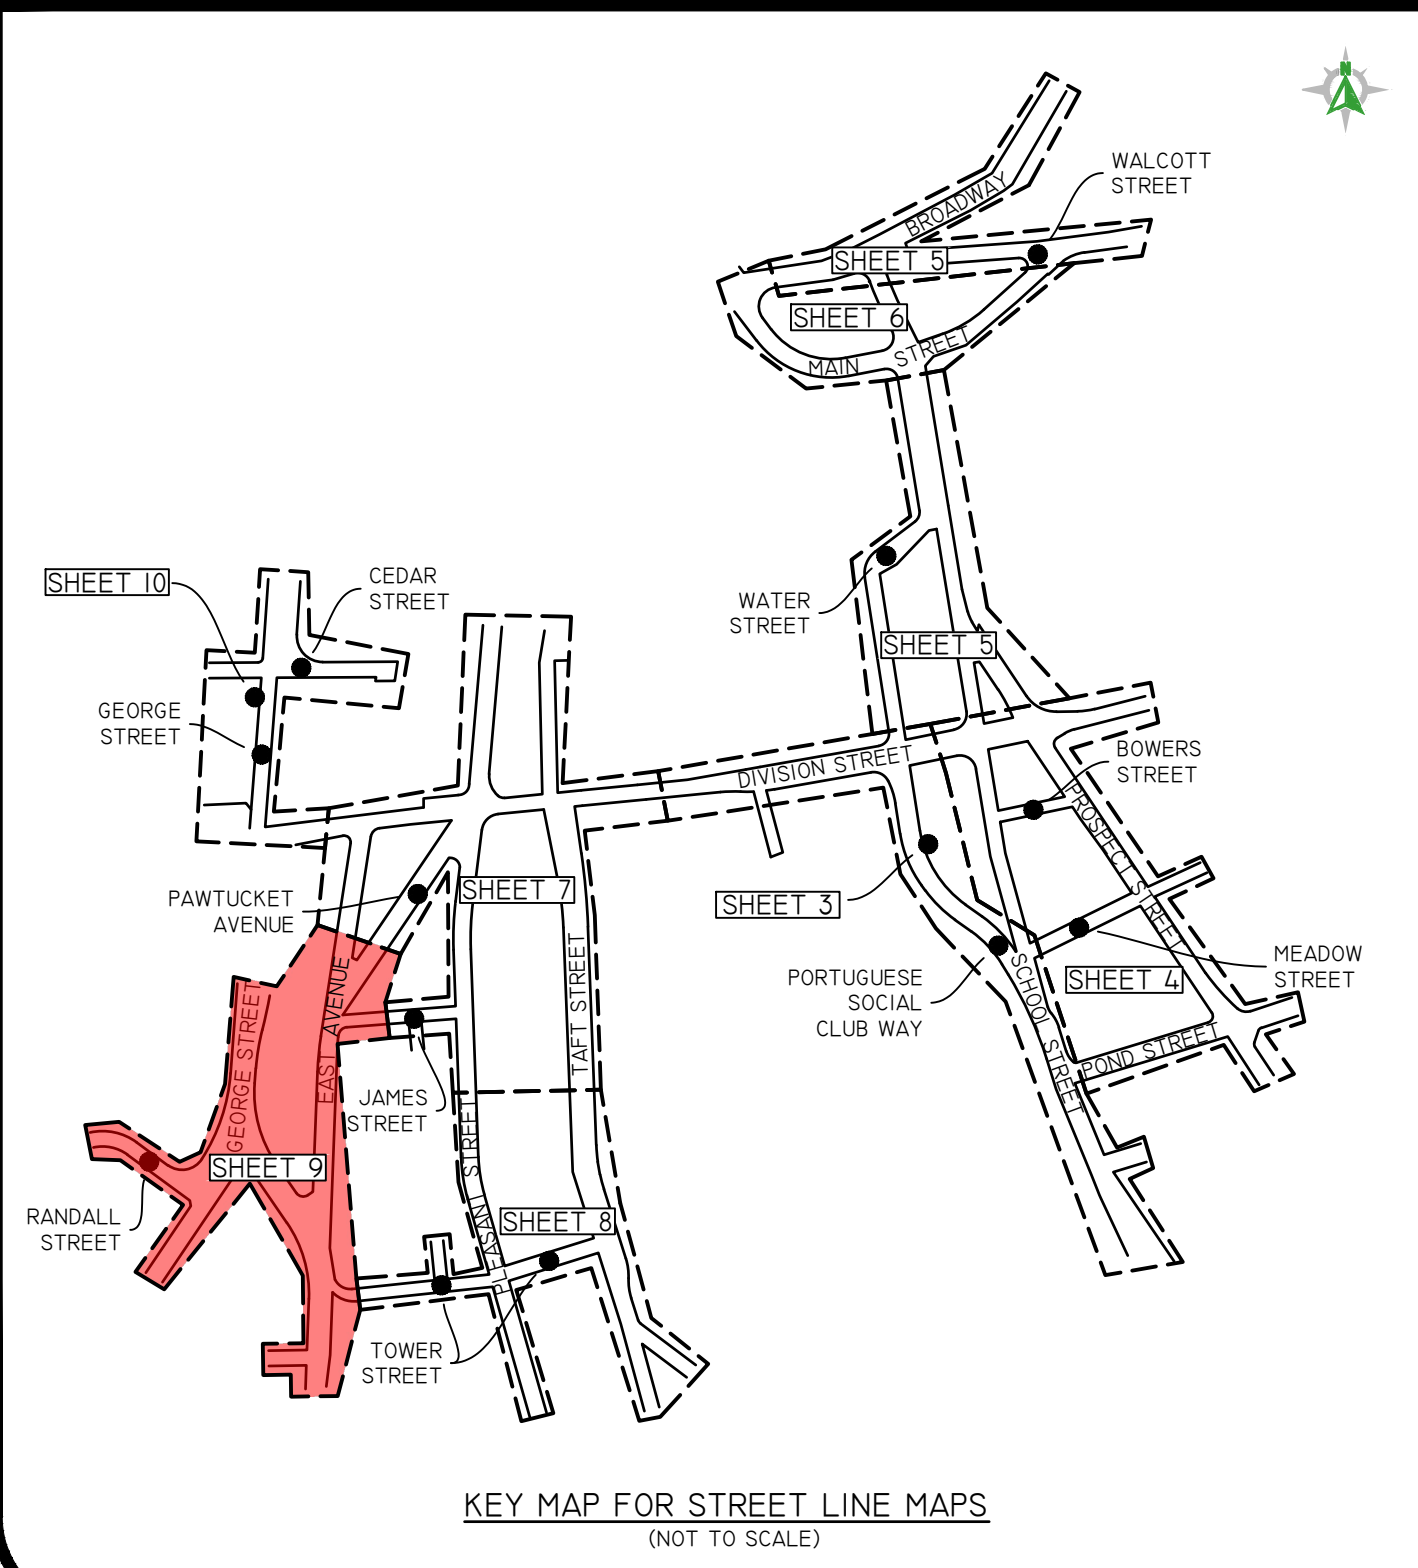 N
WALCOTT
STREET
BROADWAY
SHEET 5
SHEET 6
MAIN STREET
SHEET 10
CEDAR
STREET
WATER
STREET
SHEET 5
GEORGE
STREET
DIVISION STREET
BOWERS
STREET
PROSPECT STREET
PAWTUCKET
AVENUE
SHEET 7
SHEET 3
MEADOW
STREET
PORTUGUESE
SOCIAL
CLUB WAY
SHEET 4
SCHOOL STREET
POND STREET
TAFT STREET
EAST AVENUE
GEORGE STREET
JAMES
STREET
PLEASANT STREET
SHEET 9
RANDALL
STREET
SHEET 8
TOWER
STREET
KEY MAP FOR STREET LINE MAPS
(NOT TO SCALE)